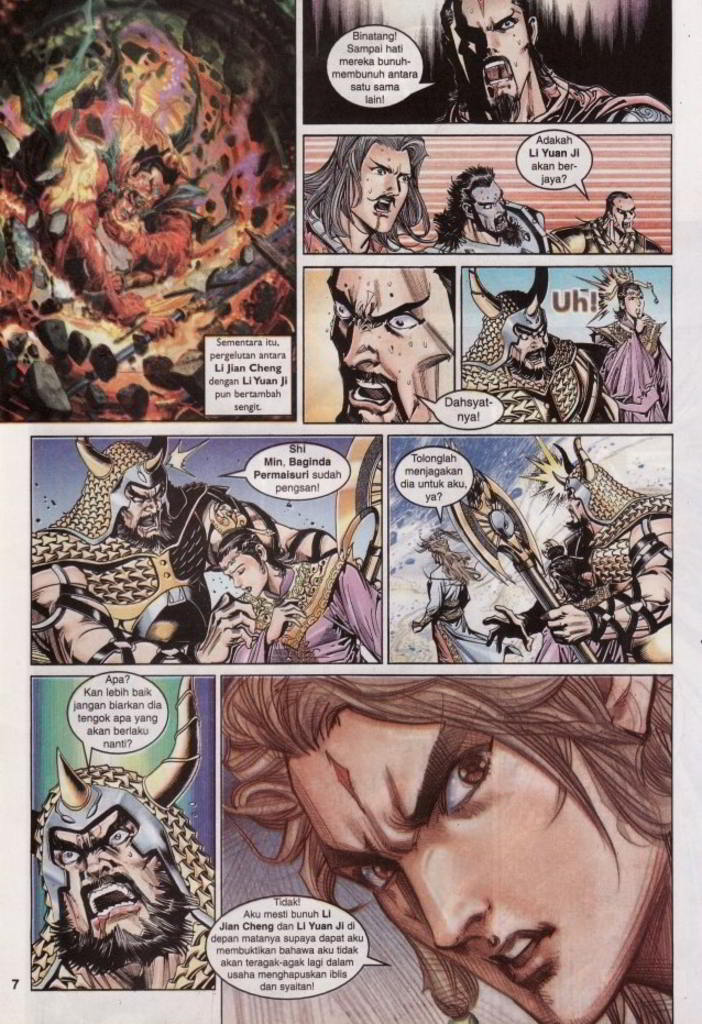 Sementara itu,
pergelutan antara
Li Jian Cheng
dengan Li Yuan Ji
pun bertambah
sengit.
Binatang!
Sampai hati
mereka bunuh-
membunuh antara
satu sama
lain!
Adakah
Li Yuan Ji
akan ber-
jaya?
Dahsyat-
nya!
Uh!
Shi
Min, Baginda
Permaisuri sudah
pengsan!
Tolonglah
menjagakan
dia untuk aku,
ya?
Apa?
Kan lebih baik
jangan biarkan dia
tengok apa yang
akan berlaku
nanti?
Tidak!
Aku mesti bunuh Li
Jian Cheng dan Li Yuan Ji di
depan matanya supaya dapat aku
membuktikan bahawa aku tidak
akan teragak-agak lagi dalam
usaha menghapuskan iblis
dan syaitan!
7